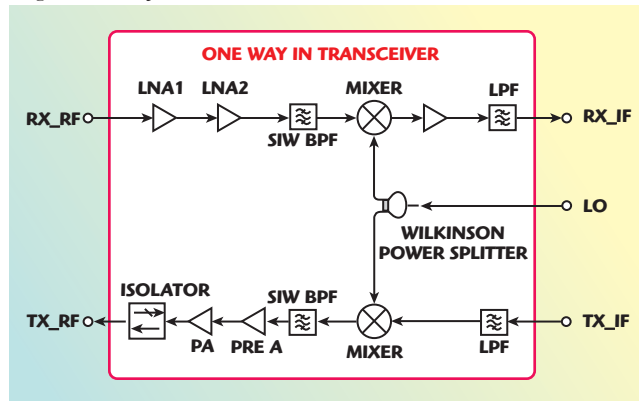 ONE WAY IN TRANSCEIVER
LNA1 LNA2 MIXER LPF
RX_RF RX_IF
SIW BPF
LO
WILKINSON
POWER SPLITTER
ISOLATOR SIW BPF
TX_RF TX_IF
PA PRE A MIXER LPF